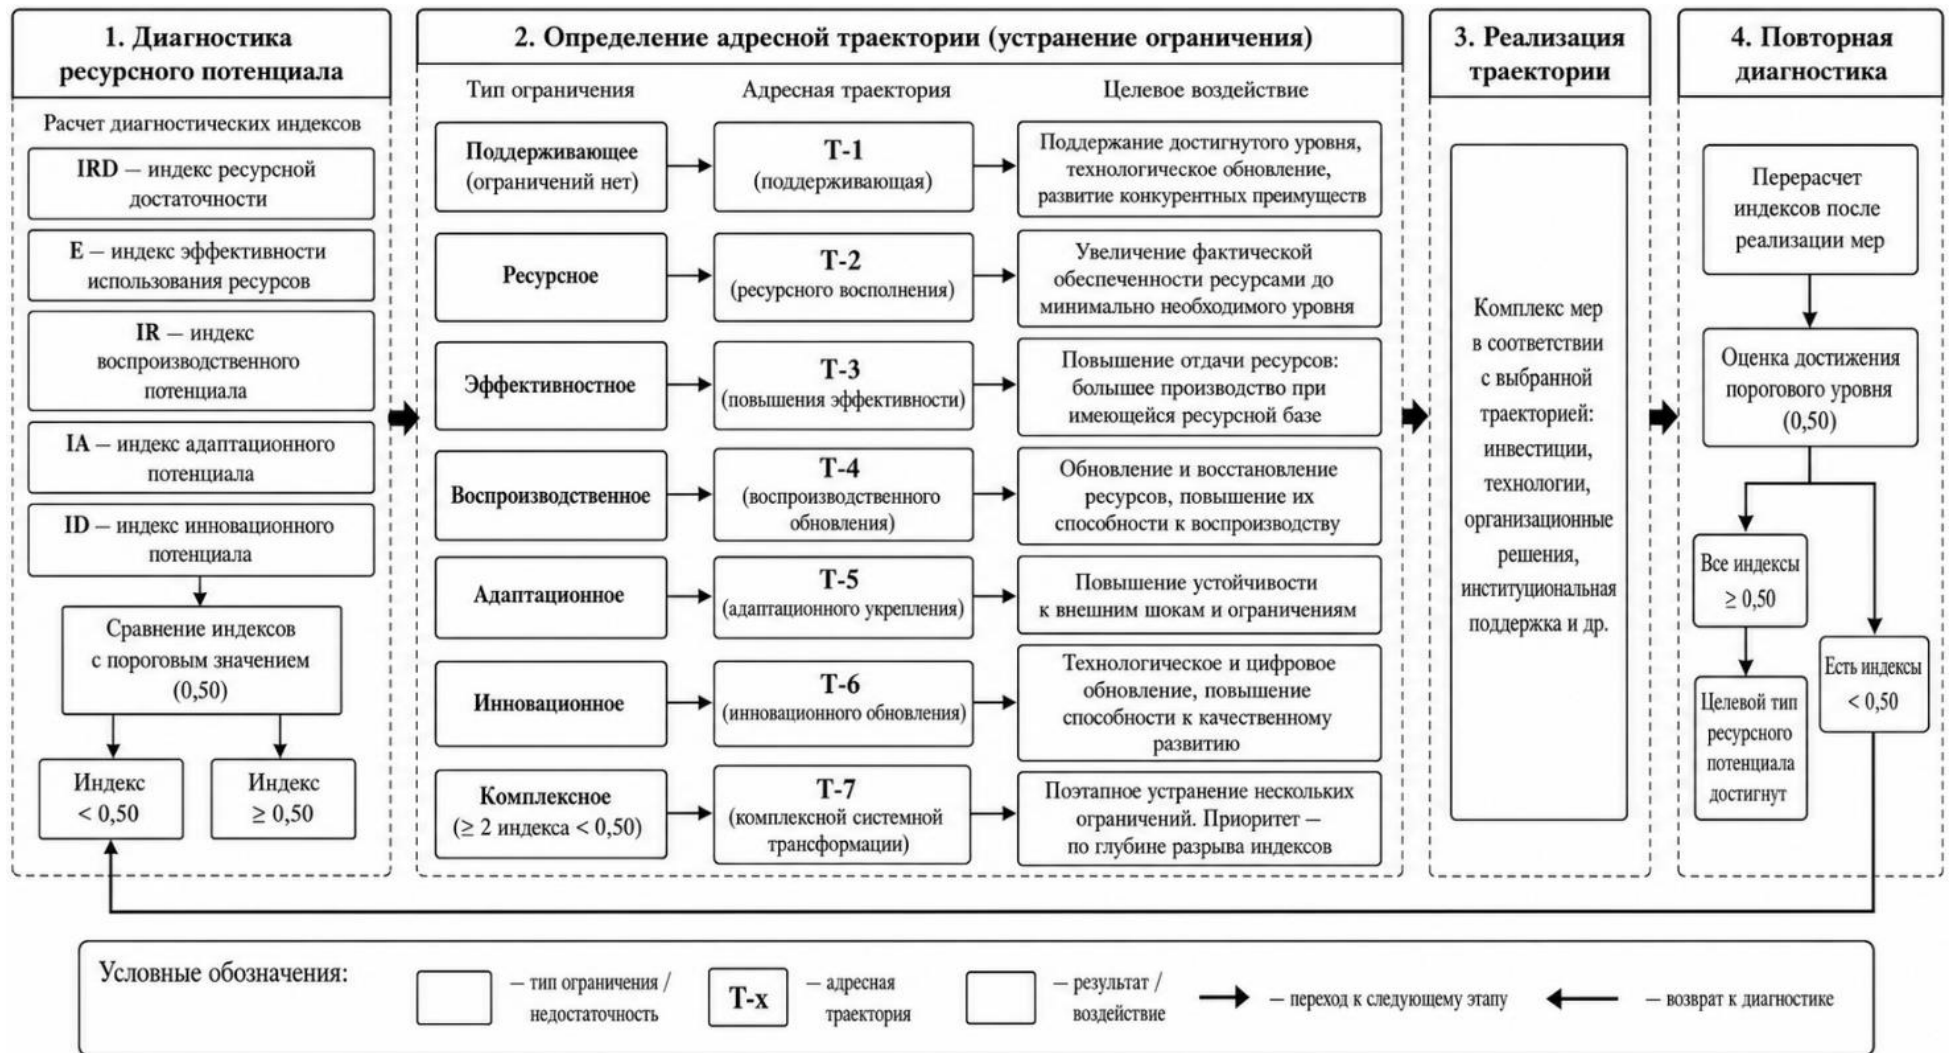 1. Диагностика
ресурсного потенциала
Расчет диагностических индексов
IRD – индекс ресурсной
достаточности
E – индекс эффективности
использования ресурсов
IR – индекс
воспроизводственного
потенциала
IA – индекс адаптационного
потенциала
ID – индекс инновационного
потенциала
Сравнение индексов
с пороговым значением
(0,50)
Индекс
< 0,50
Индекс
≥ 0,50
2. Определение адресной траектории (устранение ограничения)
Тип ограничения
Адресная траектория
Целевое воздействие
Поддерживающее
(ограничений нет)
Т-1
(поддерживающая)
Поддержание достигнутого уровня,
технологическое обновление,
развитие конкурентных преимуществ
Ресурсное
Т-2
(ресурсного восполнения)
Увеличение фактической
обеспеченности ресурсами до
минимально необходимого уровня
Эффективностное
Т-3
(повышения эффективности)
Повышение отдачи ресурсов:
большее производство при
имеющейся ресурсной базе
Воспроизводственное
Т-4
(воспроизводственного
обновления)
Обновление и восстановление
ресурсов, повышение их
способности к воспроизводству
Адаптационное
Т-5
(адаптационного укрепления)
Повышение устойчивости
к внешним шокам и ограничениям
Инновационное
Т-6
(инновационного обновления)
Технологическое и цифровое
обновление, повышение
способности к качественному
развитию
Комплексное
(≥ 2 индекса < 0,50)
Т-7
(комплексной системной
трансформации)
Поэтапное устранение нескольких
ограничений. Приоритет –
по глубине разрыва индексов
3. Реализация
траектории
Комплекс мер
в соответствии
с выбранной
траекторией:
инвестиции,
технологии,
организационные
решения,
институциональная
поддержка и др.
4. Повторная
диагностика
Перерасчет
индексов после
реализации мер
Оценка достижения
порогового уровня
(0,50)
Все индексы
≥ 0,50
Целевой тип
ресурсного
потенциала
достигнут
Есть индексы
< 0,50
Условные обозначения:
– тип ограничения /
недостаточность
Т-х
– адресная
траектория
– результат /
воздействие
– переход к следующему этапу
– возврат к диагностике